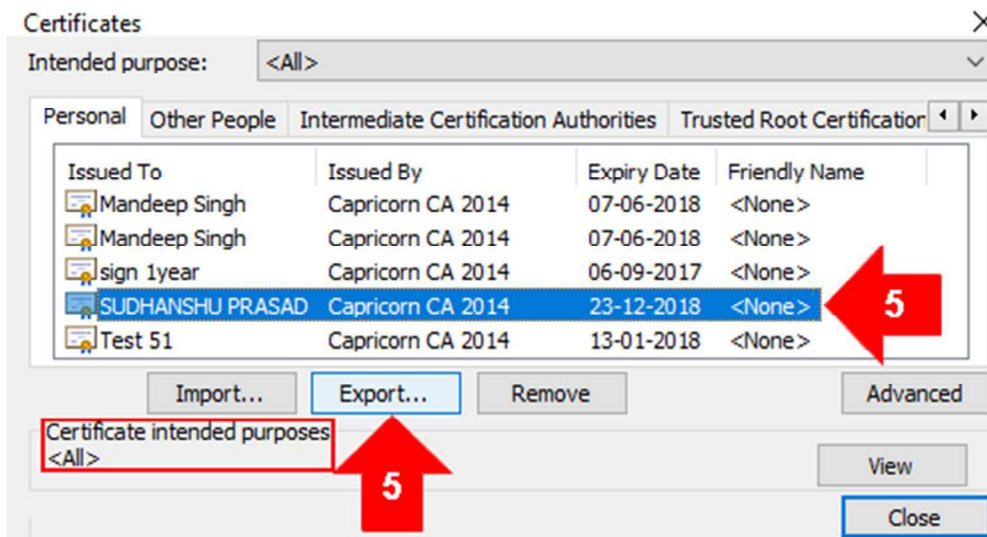 Certificates
Intended purpose: <All>
Personal Other People Intermediate Certification Authorities Trusted Root Certification
Issued To Issued By Expiry Date Friendly Name
Mandeep Singh Capricorn CA 2014 07-06-2018 <None>
Mandeep Singh Capricorn CA 2014 07-06-2018 <None>
sign 1year Capricorn CA 2014 06-09-2017 <None>
SUDHANSHU PRASAD Capricorn CA 2014 23-12-2018 <None> 5
Test 51 Capricorn CA 2014 13-01-2018 <None>
Import... Export... Remove Advanced
Certificate intended purposes
<All>
5
View
Close